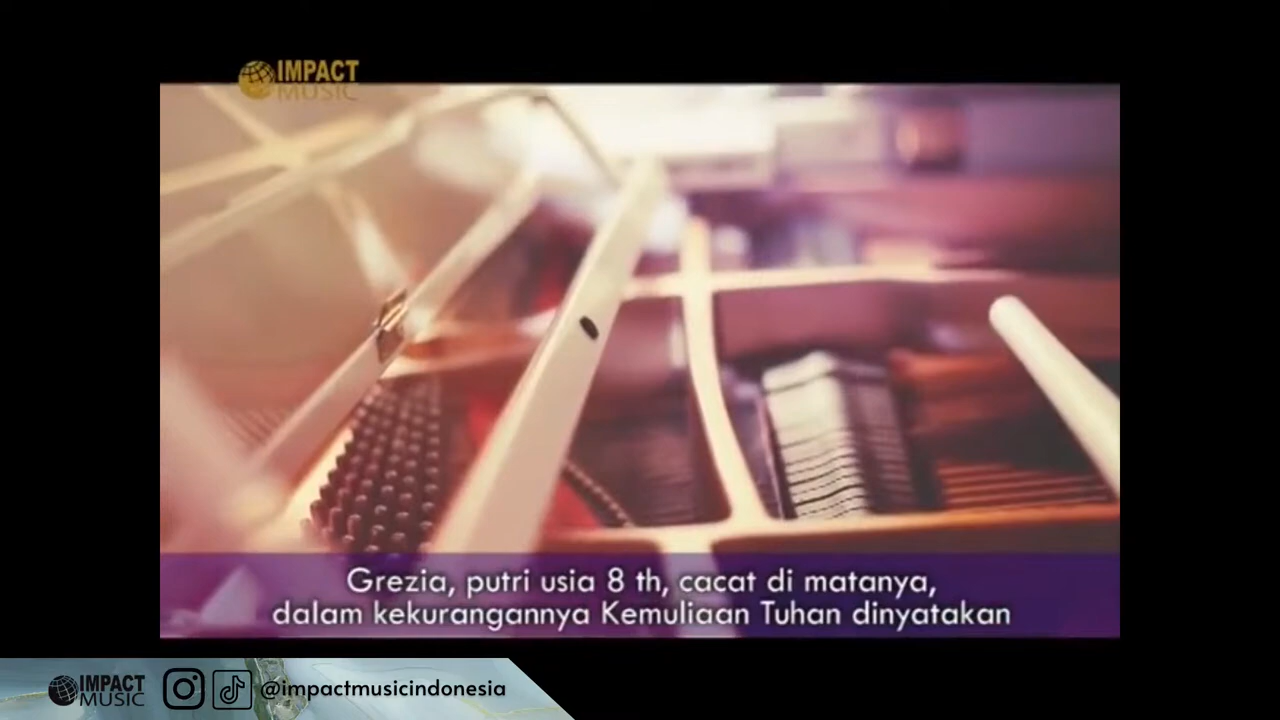 IMPACT
MUSIC
Grezia, putri usia 8 th, cacat di matanya,
dalam kekurangannya Kemuliaan Tuhan dinyatakan
IMPACT
MUSIC
@impactmusicindonesia